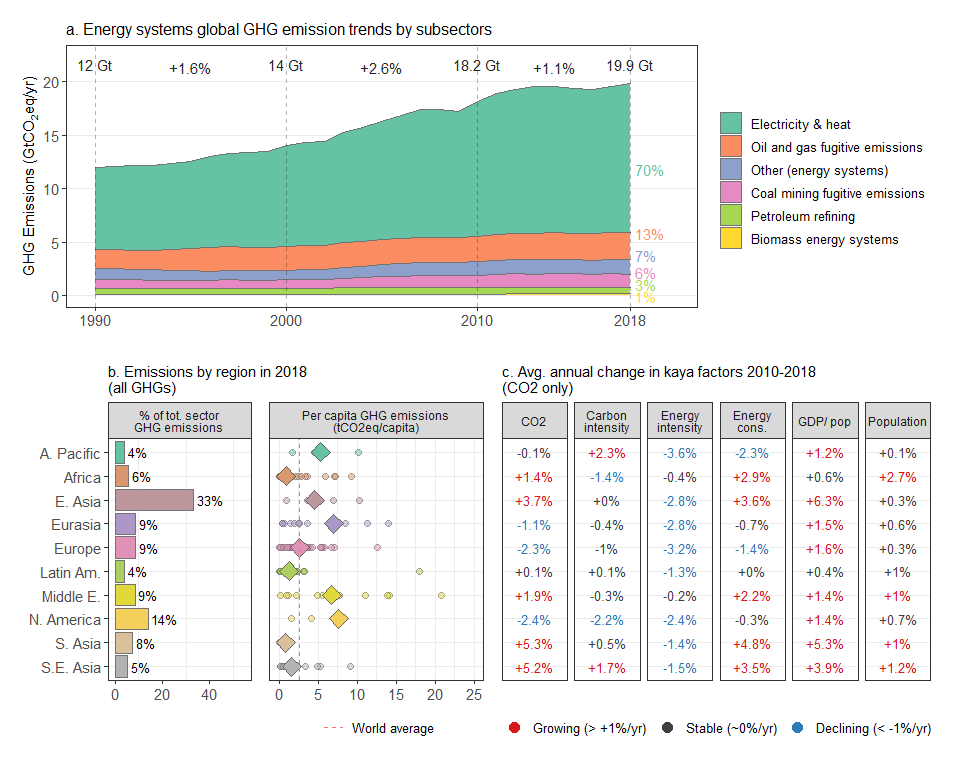 a. Energy systems global GHG emission trends by subsectors
12 Gt +1.6% 14 Gt +2.6% 18.2 Gt +1.1% 19.9 Gt
GHG Emissions (GtCO2eq/yr)
20
15
10
5
0
70%
13%
7%
6%
3%
1%
1990 2000 2010 2018
Electricity & heat
Oil and gas fugitive emissions
Other (energy systems)
Coal mining fugitive emissions
Petroleum refining
Biomass energy systems
b. Emissions by region in 2018
(all GHGs)
% of tot. sector
GHG emissions
Per capita GHG emissions
(tCO2eq/capita)
A. Pacific 4%
Africa 6%
E. Asia 33%
Eurasia 9%
Europe 9%
Latin Am. 4%
Middle E. 9%
N. America 14%
S. Asia 8%
S.E. Asia 5%
0 20 40
0 5 10 15 20 25
World average
c. Avg. annual change in kaya factors 2010-2018
(CO2 only)
CO2 Carbon intensity Energy intensity Energy cons. GDP/ pop Population
-0.1% +2.3% -3.6% -2.3% +1.2% +0.1%
+1.4% -1.4% -0.4% +2.9% +0.6% +2.7%
+3.7% +0% -2.8% +3.6% +6.3% +0.3%
-1.1% -0.4% -2.8% -0.7% +1.5% +0.6%
-2.3% -1% -3.2% -1.4% +1.6% +0.3%
+0.1% +0.1% -1.3% +0% +0.4% +1%
+1.9% -0.3% -0.2% +2.2% +1.4% +1%
-2.4% -2.2% -2.4% -0.3% +1.4% +0.7%
+5.3% +0.5% -1.4% +4.8% +5.3% +1%
+5.2% +1.7% -1.5% +3.5% +3.9% +1.2%
Growing (> +1%/yr) Stable (~0%/yr) Declining (< -1%/yr)